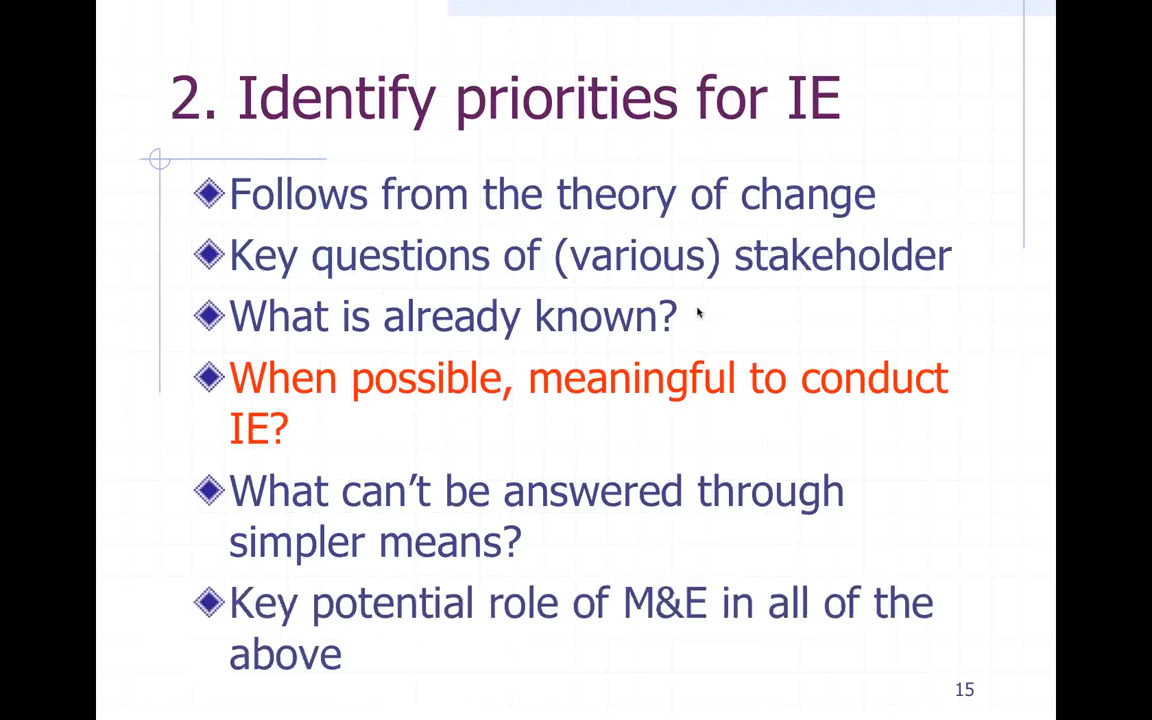 2. Identify priorities for IE
Follows from the theory of change
Key questions of (various) stakeholder
What is already known?
When possible, meaningful to conduct
IE?
What can’t be answered through
simpler means?
Key potential role of M&E in all of the
above
15